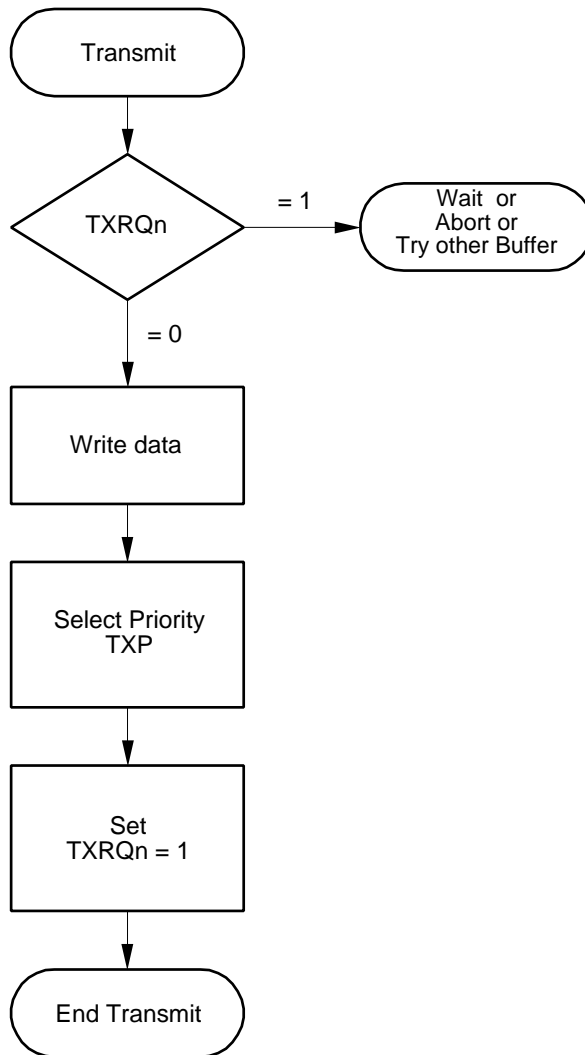 Transmit
TXRQn
= 1
Wait or
Abort or
Try other Buffer
= 0
Write data
Select Priority
TXP
Set
TXRQn = 1
End Transmit